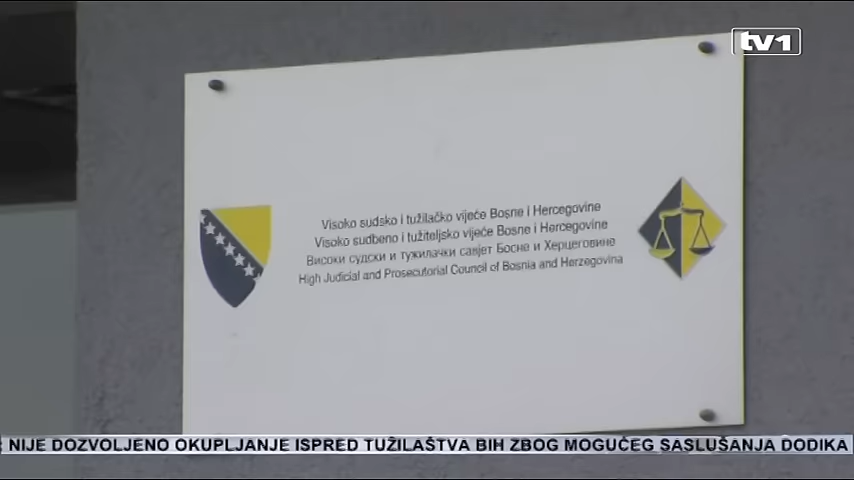 tv1
Visoko sudsko i tužilačko vijeće Bosne i Hercegovine
Visoko sudbeno i tužiteljsko vijeće Bosne i Hercegovine
Високи судски и тужилачки савјет Босне и Херцеговине
High Judicial and Prosecutorial Council of Bosnia and Herzegovina
NIJE DOZVOLJENO OKUPLJANJE ISPRED TUŽILAŠTVA BIH ZBOG MOGUĆEG SASLUŠANJA DODIKA